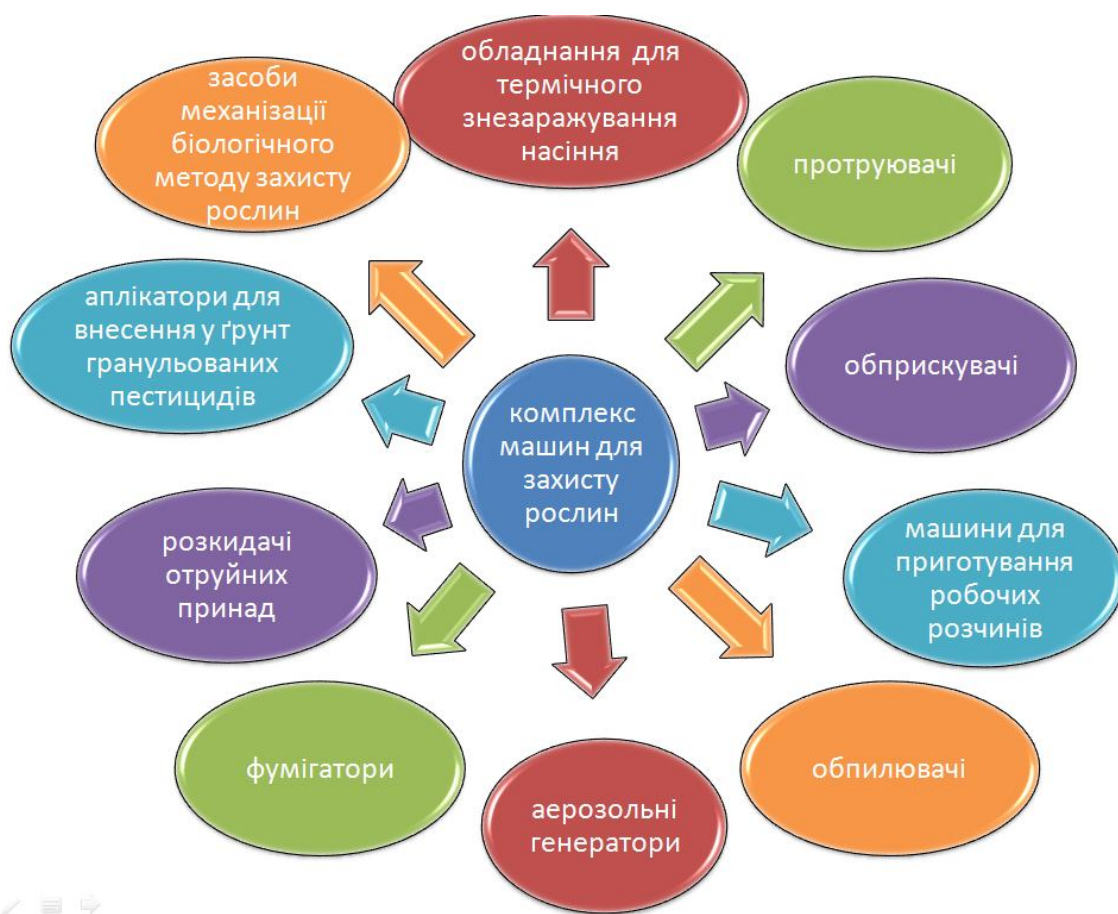 обладнання для
термічного
знезаражування
насіння
протруювачі
обприскувачі
машини для
приготування
робочих
розчинів
обпилювачі
аерозольні
генератори
фумігатори
розкидачі
отруйних
принад
аплікатори для
внесення у ґрунт
гранульованих
пестицидів
засоби
механізації
біологічного
методу захисту
рослин
комплекс
машин для
захисту
рослин